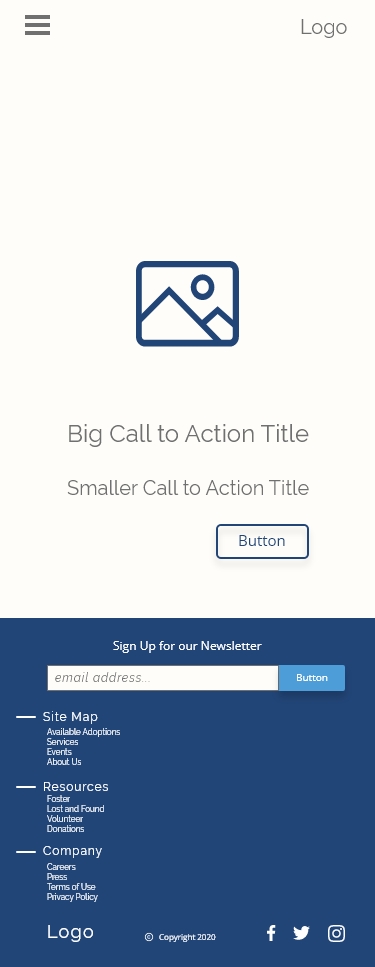 Logo
Big Call to Action Title
Smaller Call to Action Title
Button
Sign Up for our Newsletter
email address...
Button
Site Map
Available Adoptions
Services
Events
About Us
Resources
Foster
Lost and Found
Volunteer
Donations
Company
Careers
Press
Terms of Use
Privacy Policy
Logo
© Copyright 2020